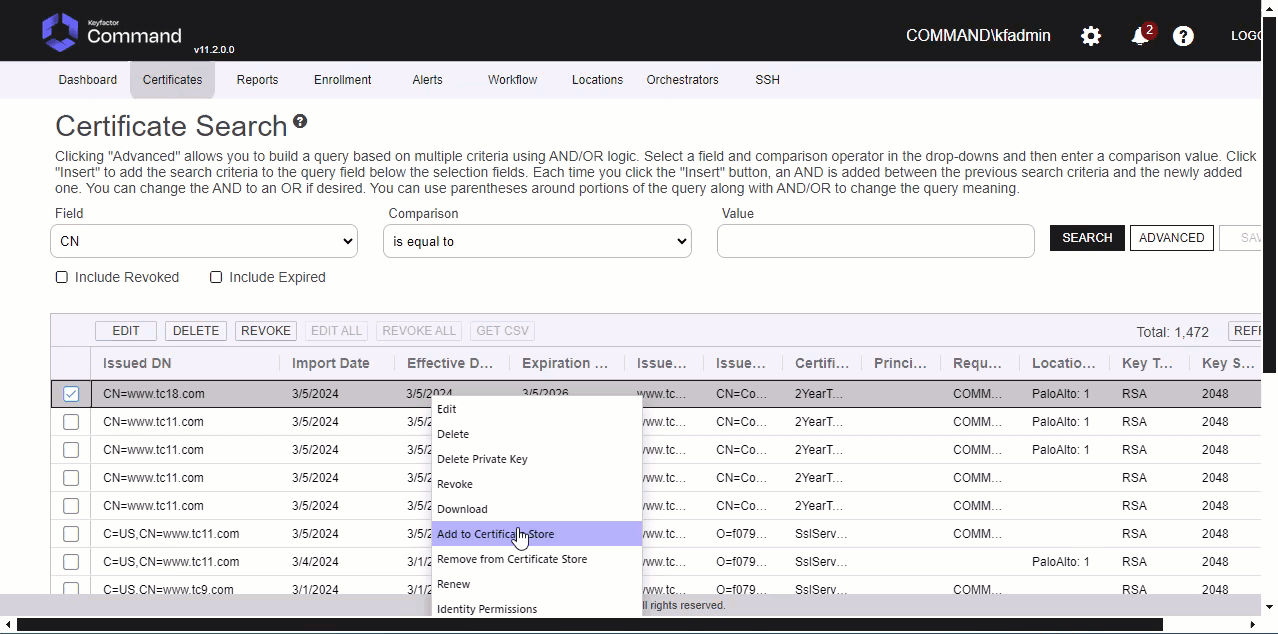 Keyfactor
Command
v11.2.0.0
COMMAND\kfadmin
2
LOGO
Dashboard Certificates Reports Enrollment Alerts Workflow Locations Orchestrators SSH
Certificate Search
Clicking "Advanced" allows you to build a query based on multiple criteria using AND/OR logic. Select a field and comparison operator in the drop-downs and then enter a comparison value. Click
"Insert" to add the search criteria to the query field below the selection fields. Each time you click the "Insert" button, an AND is added between the previous search criteria and the newly added
one. You can change the AND to an OR if desired. You can use parentheses around portions of the query along with AND/OR to change the query meaning.
Field Comparison Value
CN is equal to SEARCH ADVANCED SAV
Include Revoked Include Expired
EDIT DELETE REVOKE EDIT ALL REVOKE ALL GET CSV Total: 1,472 REF
Issued DN Import Date Effective D... Expiration ... Issue... Issue... Certifi... Princi... Requ... Locatio... Key T... Key S...
CN=www.tc18.com 3/5/2024 3/5/2024 3/5/2026 www.tc... CN=Co... 2YearT... COMM... PaloAlto: 1 RSA 2048
CN=www.tc11.com 3/5/2024 3/5/2 www.tc... CN=Co... 2YearT... COMM... PaloAlto: 1 RSA 2048
CN=www.tc11.com 3/5/2024 3/5/2 www.tc... CN=Co... 2YearT... COMM... PaloAlto: 1 RSA 2048
CN=www.tc11.com 3/5/2024 3/5/2 www.tc... CN=Co... 2YearT... COMM... RSA 2048
CN=www.tc11.com 3/5/2024 3/5/2 www.tc... CN=Co... 2YearT... COMM... RSA 2048
C=US,CN=www.tc11.com 3/5/2024 3/5/2 www.tc... O=f079... SslServ... COMM... RSA 2048
C=US,CN=www.tc11.com 3/4/2024 3/1/2 www.tc... O=f079... SslServ... PaloAlto: 1 RSA 2048
C=US,CN=www.tc9.com 3/1/2024 3/1/2 www.tc... O=f079... SslServ... COMM... RSA 2048
Edit
Delete
Delete Private Key
Revoke
Download
Add to Certificate Store
Remove from Certificate Store
Renew
Identity Permissions
ll rights reserved.